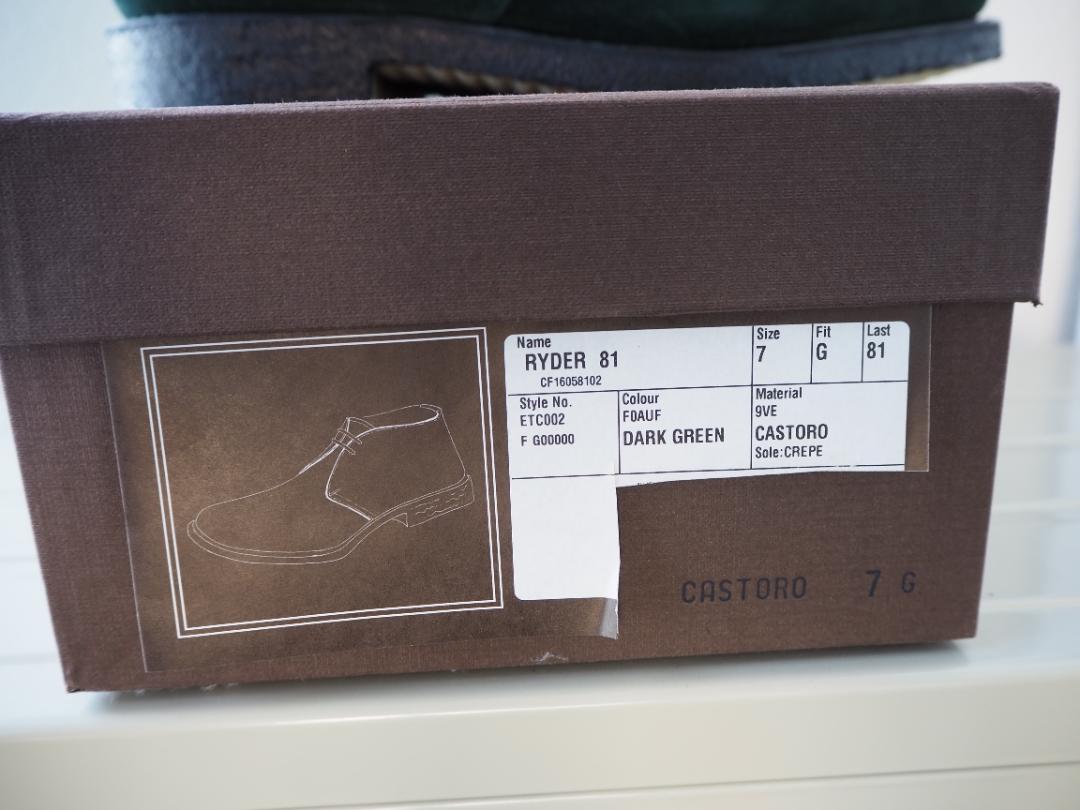 Name
RYDER 81
CF16058102
Size
7
Fit
G
Last
81
Style No.
ETC002
F G00000
Colour
F0AUF
DARK GREEN
Material
9VE
CASTORO
Sole:CREPE
CASTORO 7 G